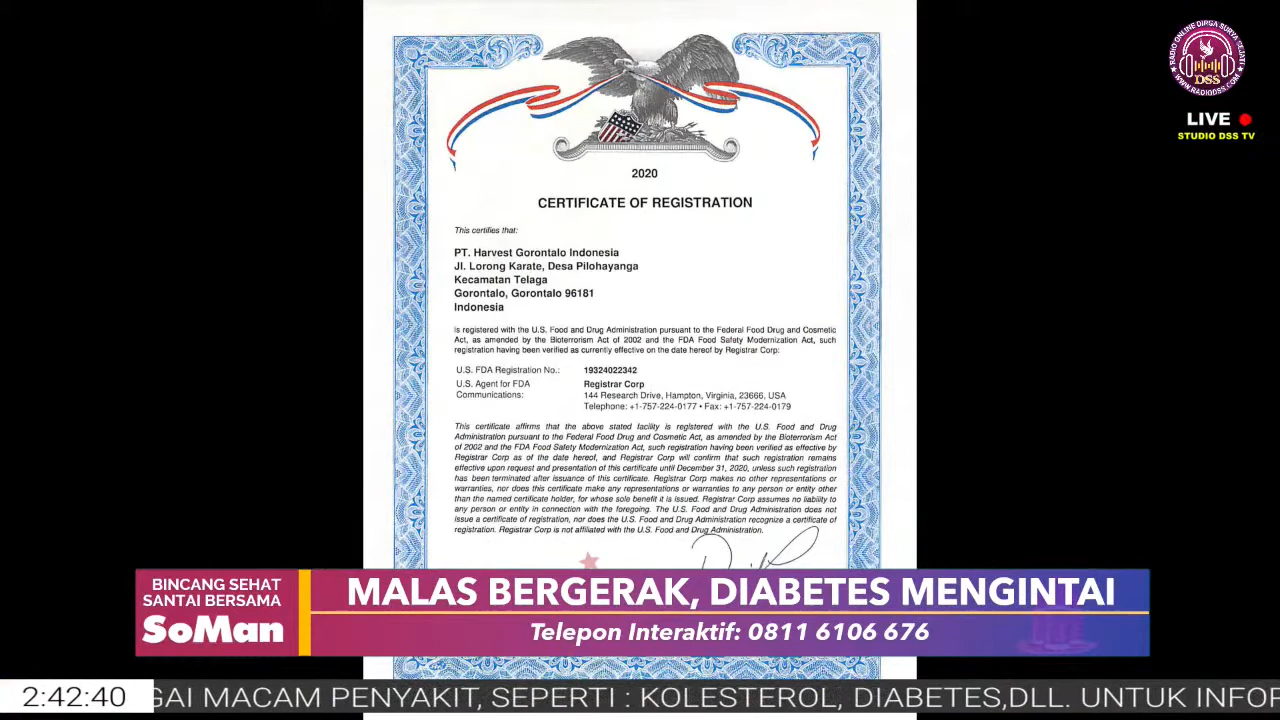 RADIO ONLINE DIRGA SURYA SEJATI
WWW.RADIODSS.COM
DSS
LIVE
STUDIO DSS TV
2020
CERTIFICATE OF REGISTRATION
This certifies that:
PT. Harvest Gorontalo Indonesia
Jl. Lorong Karate, Desa Pilohayanga
Kecamatan Telaga
Gorontalo, Gorontalo 96181
Indonesia
is registered with the U.S. Food and Drug Administration pursuant to the Federal Food Drug and Cosmetic
Act, as amended by the Bioterrorism Act of 2002 and the FDA Food Safety Modernization Act, such
registration having been verified as currently effective on the date hereof by Registrar Corp:
U.S. FDA Registration No.: 19324022342
U.S. Agent for FDA Registrar Corp
Communications: 144 Research Drive, Hampton, Virginia, 23666, USA
Telephone: +1-757-224-0177 • Fax: +1-757-224-0179
This certificate affirms that the above stated facility is registered with the U.S. Food and Drug
Administration pursuant to the Federal Food Drug and Cosmetic Act, as amended by the Bioterrorism Act
of 2002 and the FDA Food Safety Modernization Act, such registration having been verified as effective by
Registrar Corp as of the date hereof, and Registrar Corp will confirm that such registration remains
effective upon request and presentation of this certificate until December 31, 2020, unless such registration
has been terminated after issuance of this certificate. Registrar Corp makes no other representations or
warranties, nor does this certificate make any representations or warranties to any person or entity other
than the named certificate holder, for whose sole benefit it is issued. Registrar Corp assumes no liability to
any person or entity in connection with the foregoing. The U.S. Food and Drug Administration does not
issue a certificate of registration, nor does the U.S. Food and Drug Administration recognize a certificate of
registration. Registrar Corp is not affiliated with the U.S. Food and Drug Administration.
BINCANG SEHAT
SANTAI BERSAMA
SoMan
MALAS BERGERAK, DIABETES MENGINTAI
Telepon Interaktif: 0811 6106 676
2:42:40
GAI MACAM PENYAKIT, SEPERTI : KOLESTEROL, DIABETES,DLL. UNTUK INFOR